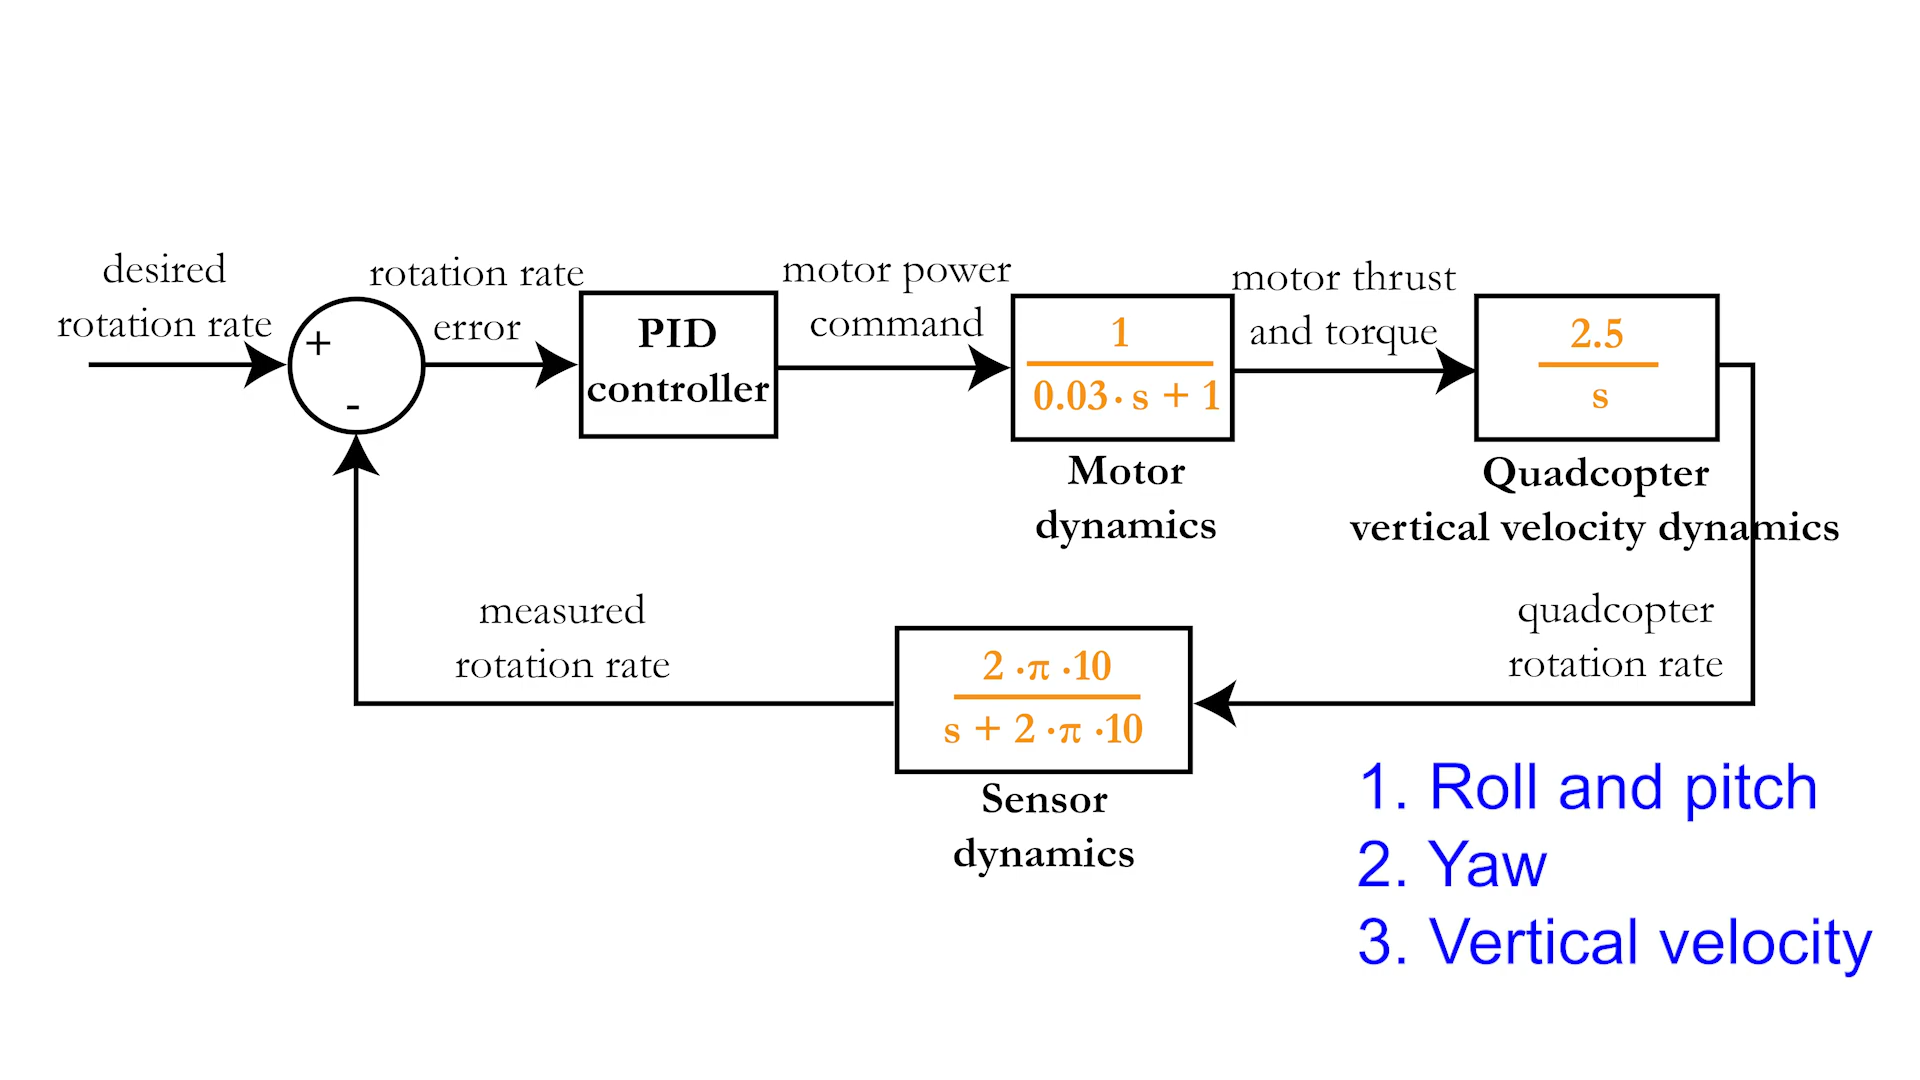 desired
rotation rate
+
-
rotation rate
error
PID
controller
motor power
command
1
0.03· s + 1
Motor
dynamics
motor thrust
and torque
2.5
s
Quadcopter
vertical velocity dynamics
quadcopter
rotation rate
2 ·π ·10
s + 2 ·π ·10
Sensor
dynamics
measured
rotation rate
1. Roll and pitch
2. Yaw
3. Vertical velocity